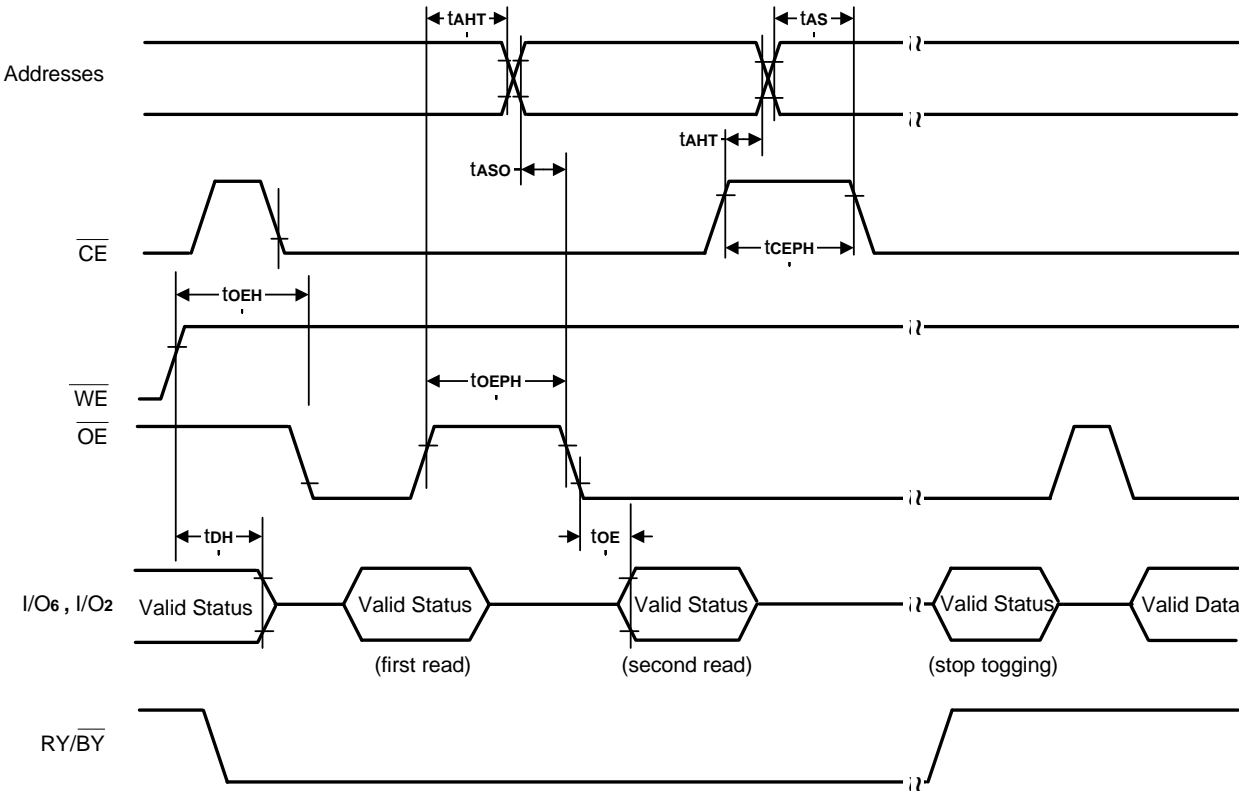 tAHT
tAS
Addresses
tAHT
tASO
CE
tCEPH
tOEH
WE
tOEPH
OE
tDH
tOE
I/O6 , I/O2
Valid Status
Valid Status
Valid Status
Valid Status
Valid Data
(first read)
(second read)
(stop togging)
RY/BY